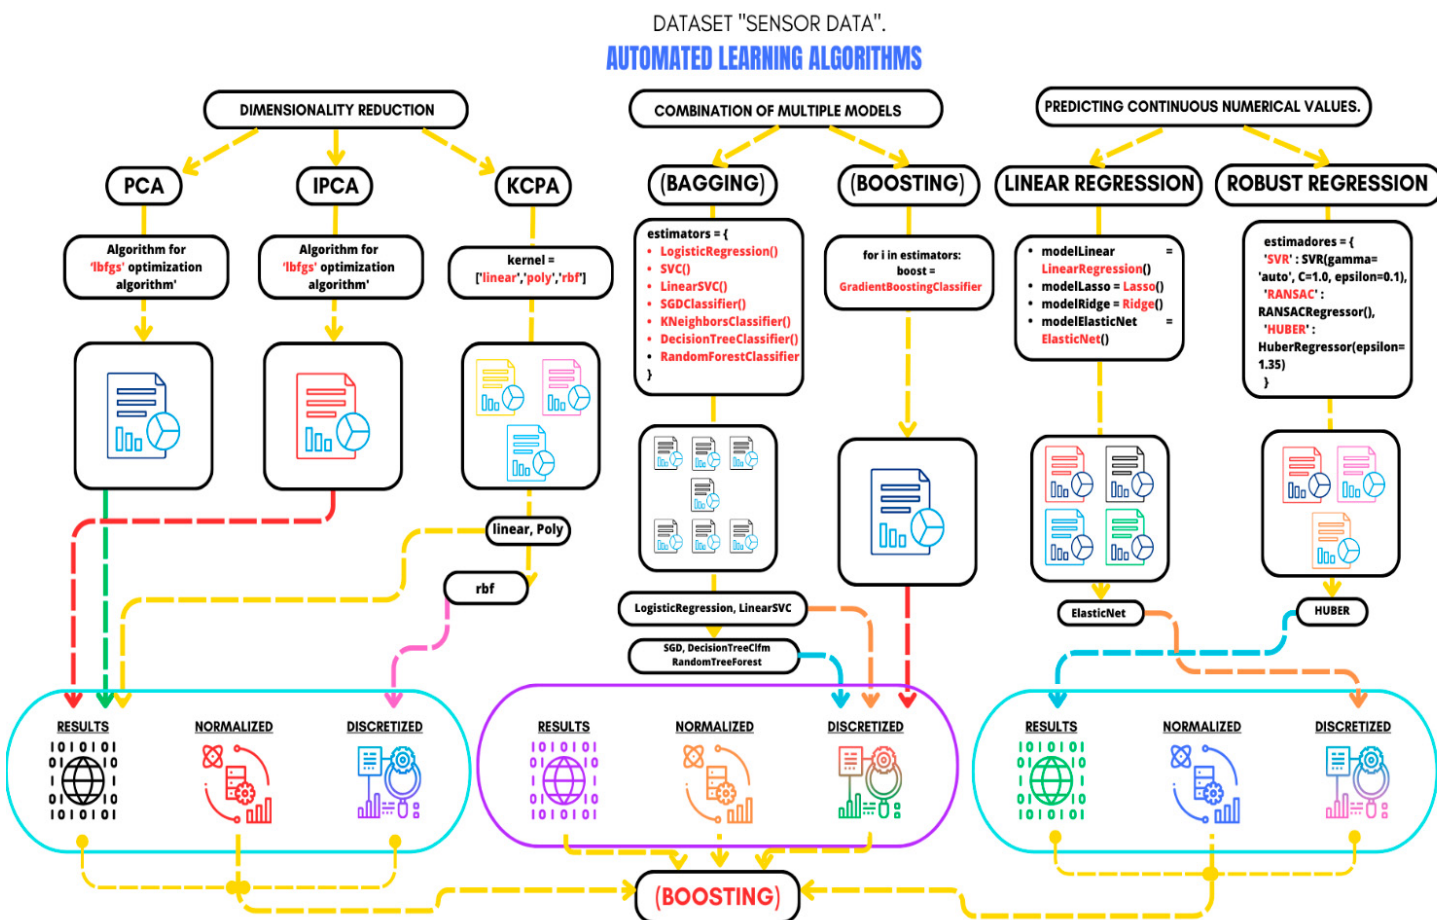 DATASET "SENSOR DATA".
AUTOMATED LEARNING ALGORITHMS
DIMENSIONALITY REDUCTION
COMBINATION OF MULTIPLE MODELS
PREDICTING CONTINUOUS NUMERICAL VALUES.
PCA
IPCA
KCPA
(BAGGING)
(BOOSTING)
LINEAR REGRESSION
ROBUST REGRESSION
Algorithm for
'lbfgs' optimization
algorithm'
Algorithm for
'lbfgs' optimization
algorithm'
kernel =
['linear','poly','rbf']
estimators = {
• LogisticRegression()
• SVC()
• LinearSVC()
• SGDClassifier()
• KNeighborsClassifier()
• DecisionTreeClassifier()
• RandomForestClassifier
}
for i in estimators:
boost =
GradientBoostingClassifier
• modelLinear =
LinearRegression()
• modelLasso = Lasso()
• modelRidge = Ridge()
• modelElasticNet =
ElasticNet()
estimadores = {
'SVR' : SVR(gamma=
'auto', C=1.0, epsilon=0.1),
'RANSAC' :
RANSACRegressor(),
'HUBER' :
HuberRegressor(epsilon=
1.35)
}
linear, Poly
rbf
LogisticRegression, LinearSVC
SGD, DecisionTreeClfm
RandomTreeForest
ElasticNet
HUBER
RESULTS
NORMALIZED
DISCRETIZED
RESULTS
NORMALIZED
DISCRETIZED
RESULTS
NORMALIZED
DISCRETIZED
(BOOSTING)